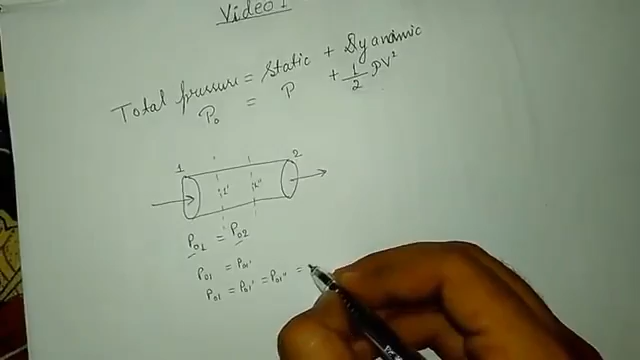 Video 1
Total pressure = Static + Dyanamic
P₀ = P + 1/2 ρV²
1 2
1' 1"
P₀₁ = P₀₂
P₀₁ = P₀₁'
P₀₁ = P₀₁' = P₀₁" =